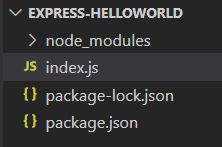 EXPRESS-HELLOWORLD
node_modules
JS index.js
{} package-lock.json
{} package.json